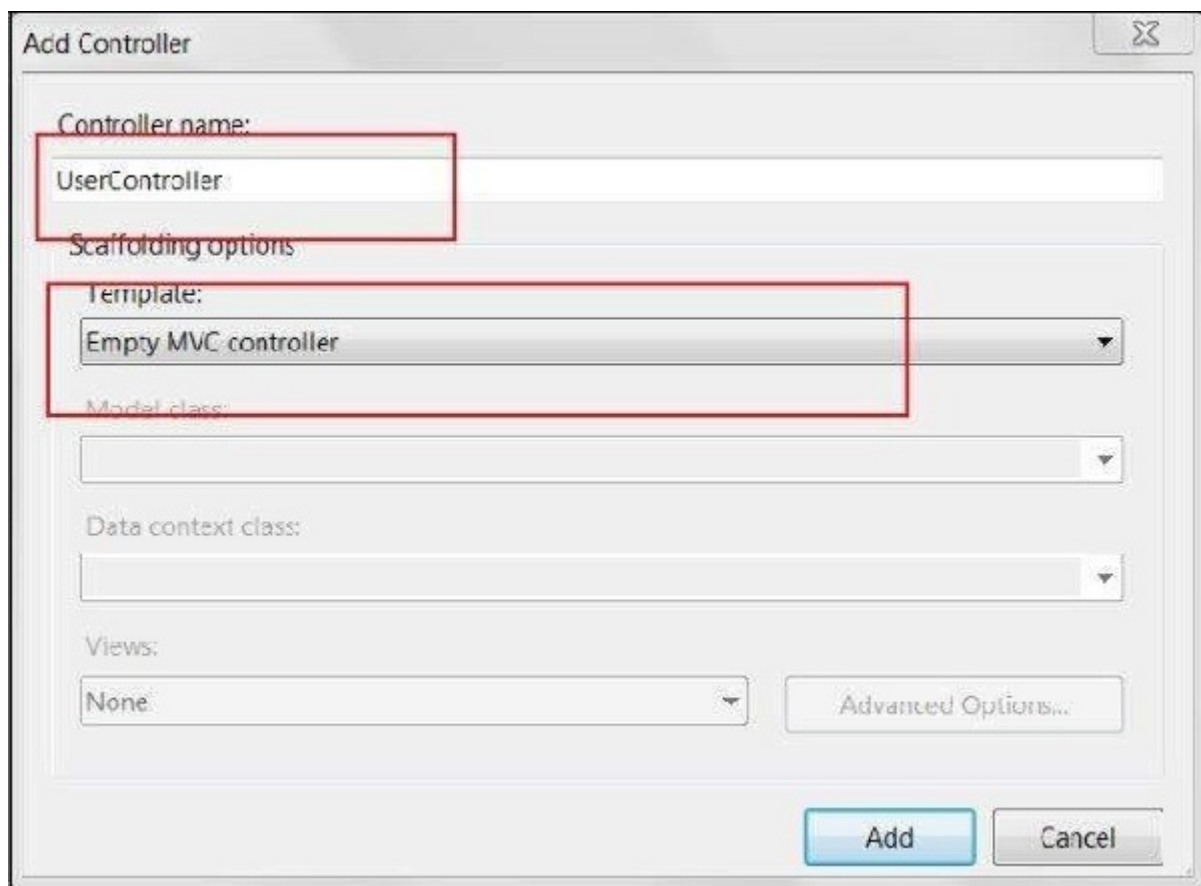 Add Controller
Controller name:
UserController
Scaffolding options
Template:
Empty MVC controller
Model class:
Data context class:
Views:
None
Advanced Options...
Add Cancel